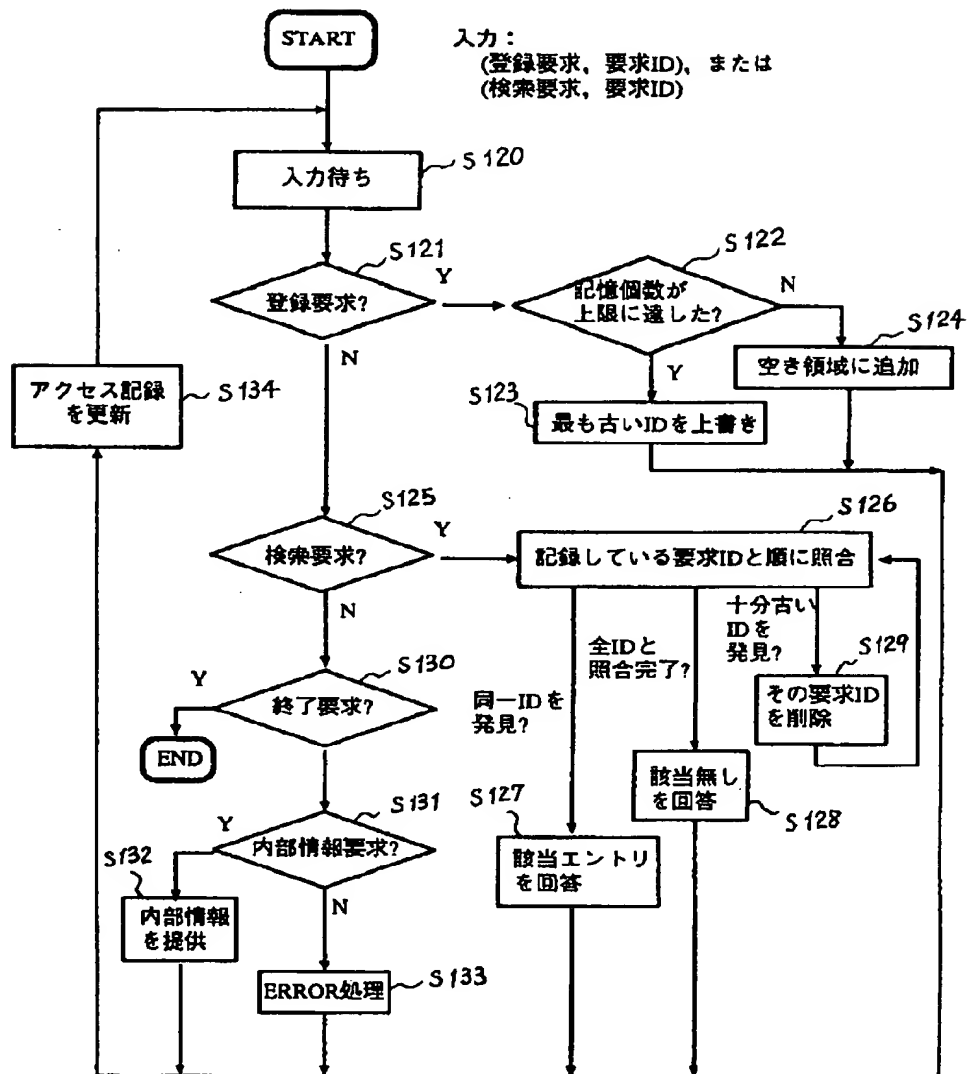 START
入力：
(登録要求，要求ID)，または
(検索要求，要求ID)
入力待ち
S120
S121
登録要求?
Y
N
S122
記憶個数が
上限に達した?
N
Y
S124
空き領域に追加
S123
最も古いIDを上書き
アクセス記録
を更新
S134
S125
検索要求?
Y
N
S126
記録している要求IDと順に照合
十分古い
IDを
発見?
S129
その要求ID
を削除
全IDと
照合完了?
同一IDを
発見?
S130
Y
終了要求?
END
該当無し
を回答
S128
S127
該当エントリ
を回答
S131
Y
内部情報要求?
N
S132
内部情報
を提供
S133
ERROR処理